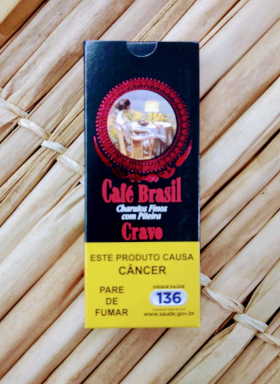 Café Brasil
Charutos Finos
com Piteira
Cravo
ESTE PRODUTO CAUSA
CÂNCER
PARE
DE
FUMAR
DISQUE SAÚDE
136
www.saude.gov.br